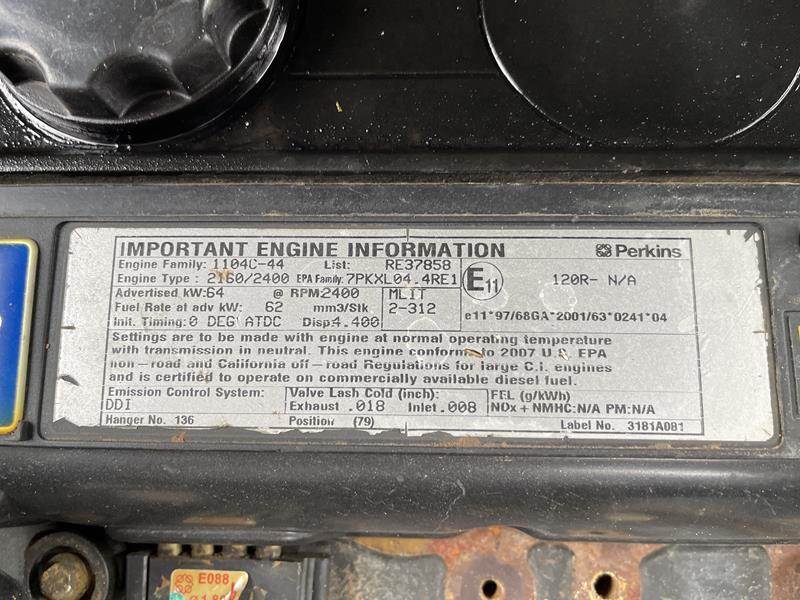 IMPORTANT ENGINE INFORMATION Perkins
Engine Family: 1104C-44 List: RE37858
Engine Type : 2160/2400 EPA Family: 7PKXL04.4RE1 E11 120R- N/A
Advertised kW: 64 @ RPM: 2400 MLIT
Fuel Rate at adv kW: 62 mm3/Stk 2-312 e11*97/68GA*2001/63*0241*04
Init. Timing: 0 DEG ATDC Disp: 4.400
Settings are to be made with engine at normal operating temperature
with transmission in neutral. This engine conforms to 2007 U.S. EPA
non-road and California off-road Regulations for large C.I. engines
and is certified to operate on commercially available diesel fuel.
Emission Control System: Valve Lash Cold (inch): FEL (g/kWh)
DDI Exhaust .018 Inlet .008 NOx + NMHC: N/A PM: N/A
Hanger No. 136 Position (79) Label No. 3181A081
E088